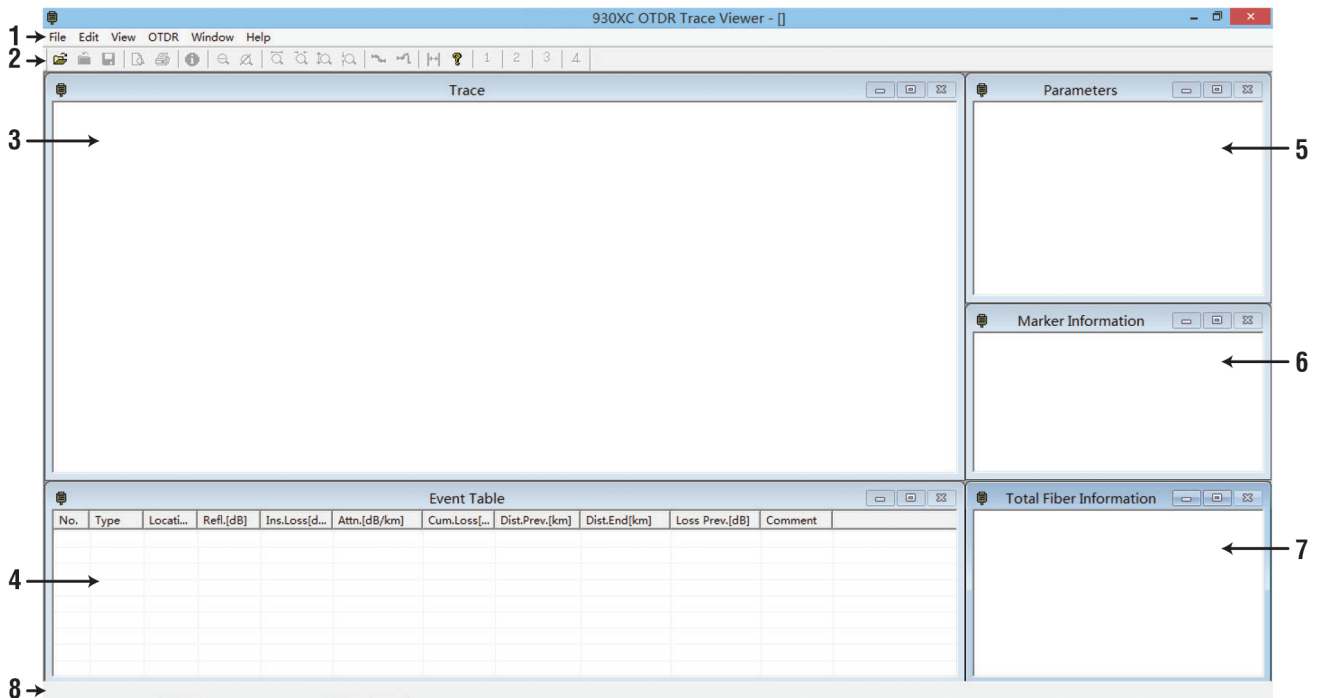 930XC OTDR Trace Viewer - []
1 File Edit View OTDR Window Help
2 1 2 3 4
Trace
Parameters
3
5
Marker Information
6
Event Table
Total Fiber Information
No. Type Locati... Refl.[dB] Ins.Loss[d... Attn.[dB/km] Cum.Loss[... Dist.Prev.[km] Dist.End[km] Loss Prev.[dB] Comment
7
4
8